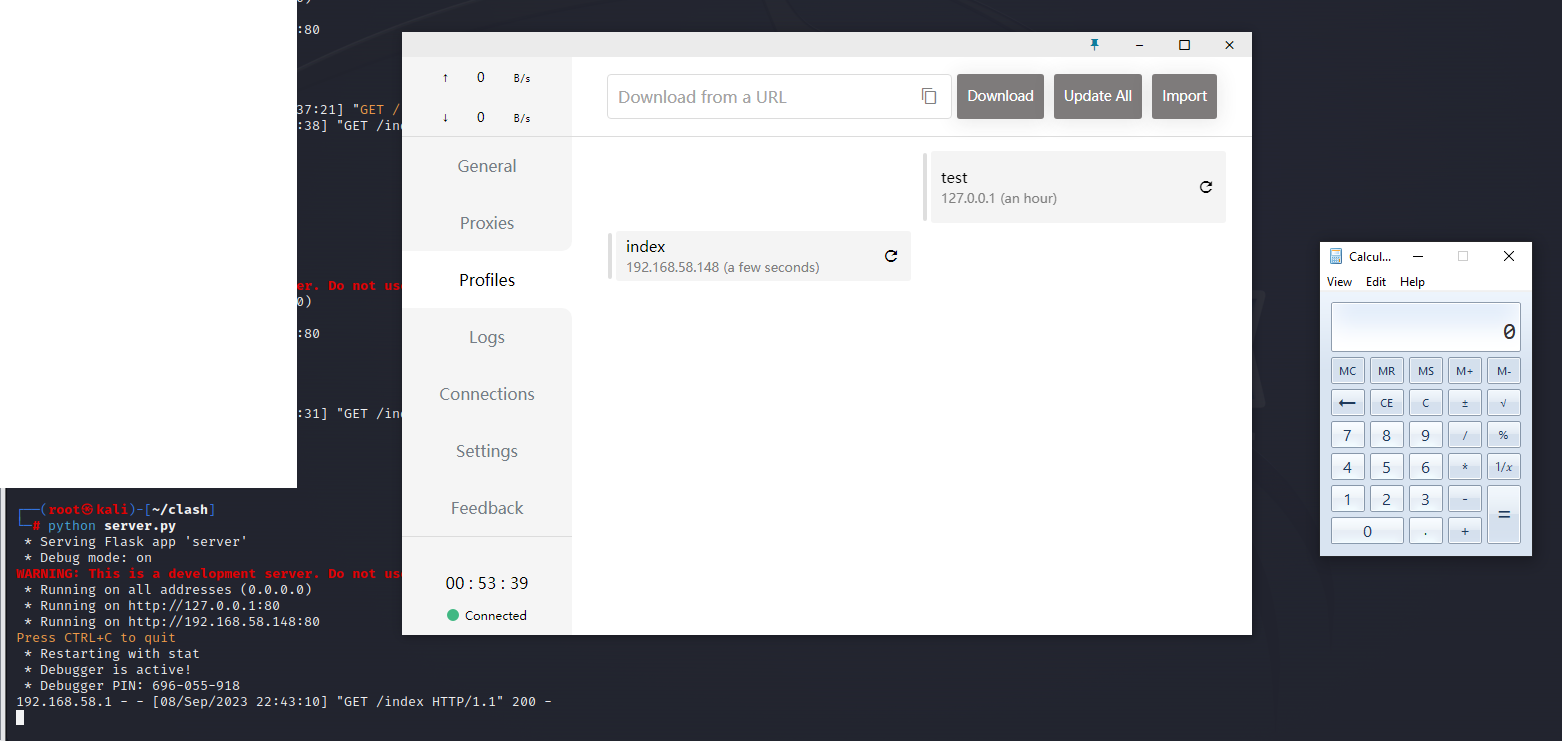 :80
37:21] "GET /
:38] "GET /ind
er. Do not us
0)
:80
:31] "GET /ind
┌──(root㉿kali)-[~/clash]
└─# python server.py
* Serving Flask app 'server'
* Debug mode: on
WARNING: This is a development server. Do not us
* Running on all addresses (0.0.0.0)
* Running on http://127.0.0.1:80
* Running on http://192.168.58.148:80
Press CTRL+C to quit
* Restarting with stat
* Debugger is active!
* Debugger PIN: 696-055-918
192.168.58.1 - - [08/Sep/2023 22:43:10] "GET /index HTTP/1.1" 200 -
↑ 0 B/s
↓ 0 B/s
General
Proxies
Profiles
Logs
Connections
Settings
Feedback
00 : 53 : 39
Connected
Download from a URL
Download
Update All
Import
test
127.0.0.1 (an hour)
index
192.168.58.148 (a few seconds)
Calcul...
View Edit Help
0
MC MR MS M+ M-
← CE C ± √
7 8 9 / %
4 5 6 * 1/x
1 2 3 - =
0 . +